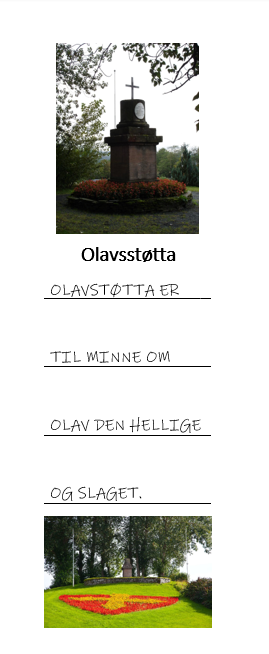 Olavsstøtta
OLAVSTØTTA ER
TIL MINNE OM
OLAV DEN HELLIGE
OG SLAGET.